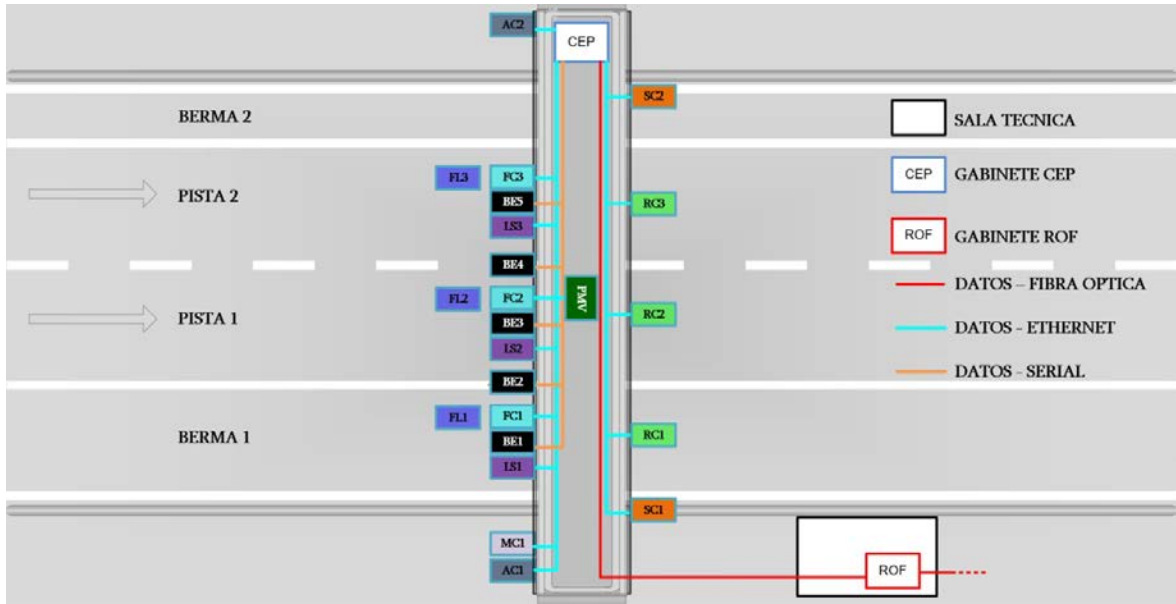 AC2
CEP
SC2
BERMA 2
SALA TECNICA
FL3
FC3
CEP
GABINETE CEP
PISTA 2
BE5
RC3
LS3
ROF
GABINETE ROF
BE4
DATOS - FIBRA OPTICA
FL2
FC2
PMV
PISTA 1
BE3
RC2
DATOS - ETHERNET
LS2
DATOS - SERIAL
BE2
FL1
FC1
BERMA 1
BE1
RC1
LS1
SC1
MC1
AC1
ROF